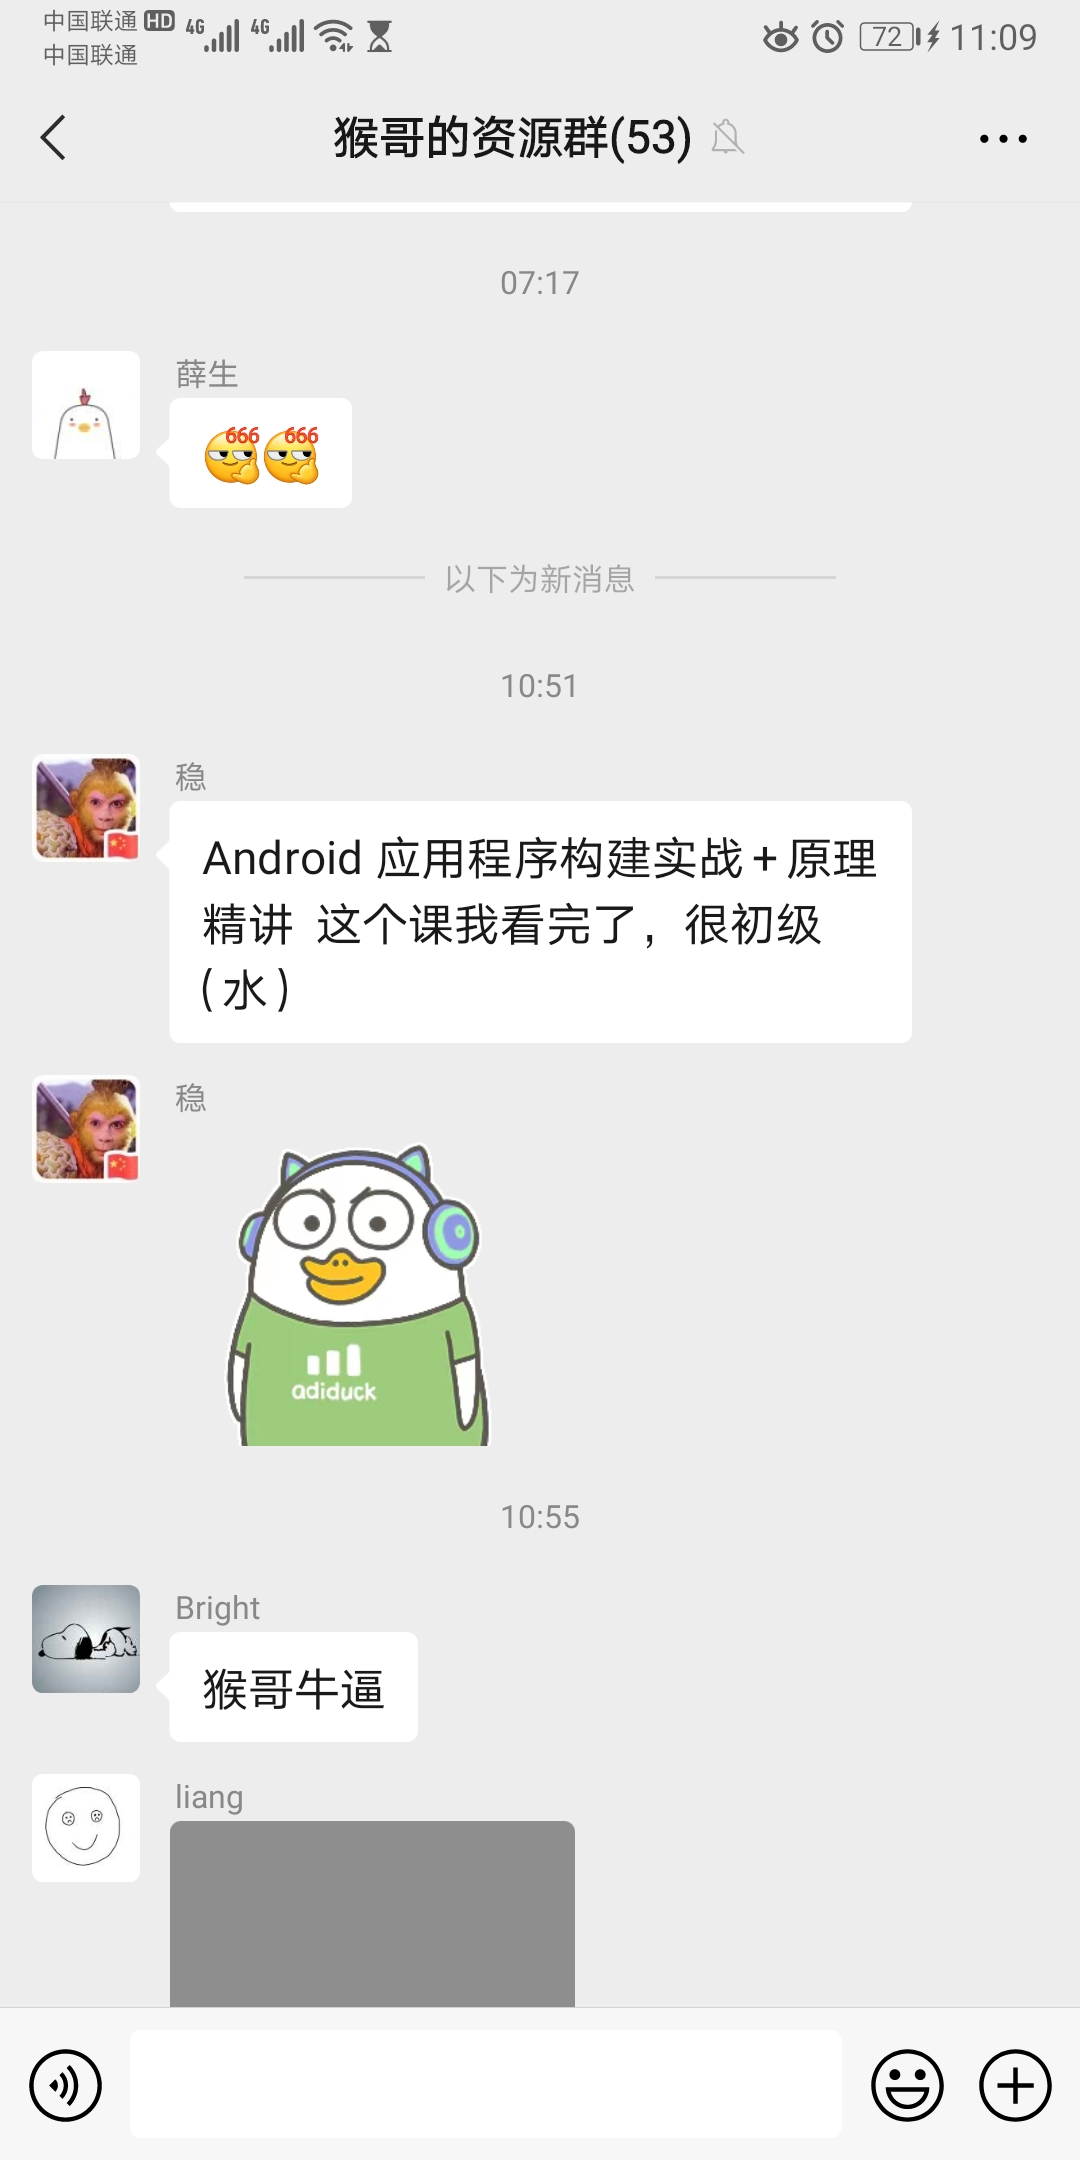 中国联通 HD 4G 4G 72 11:09
中国联通
猴哥的资源群(53)
07:17
薛生
666 666
以下为新消息
10:51
稳
Android 应用程序构建实战+原理
精讲 这个课我看完了，很初级
(水)
稳
adiduck
10:55
Bright
猴哥牛逼
liang